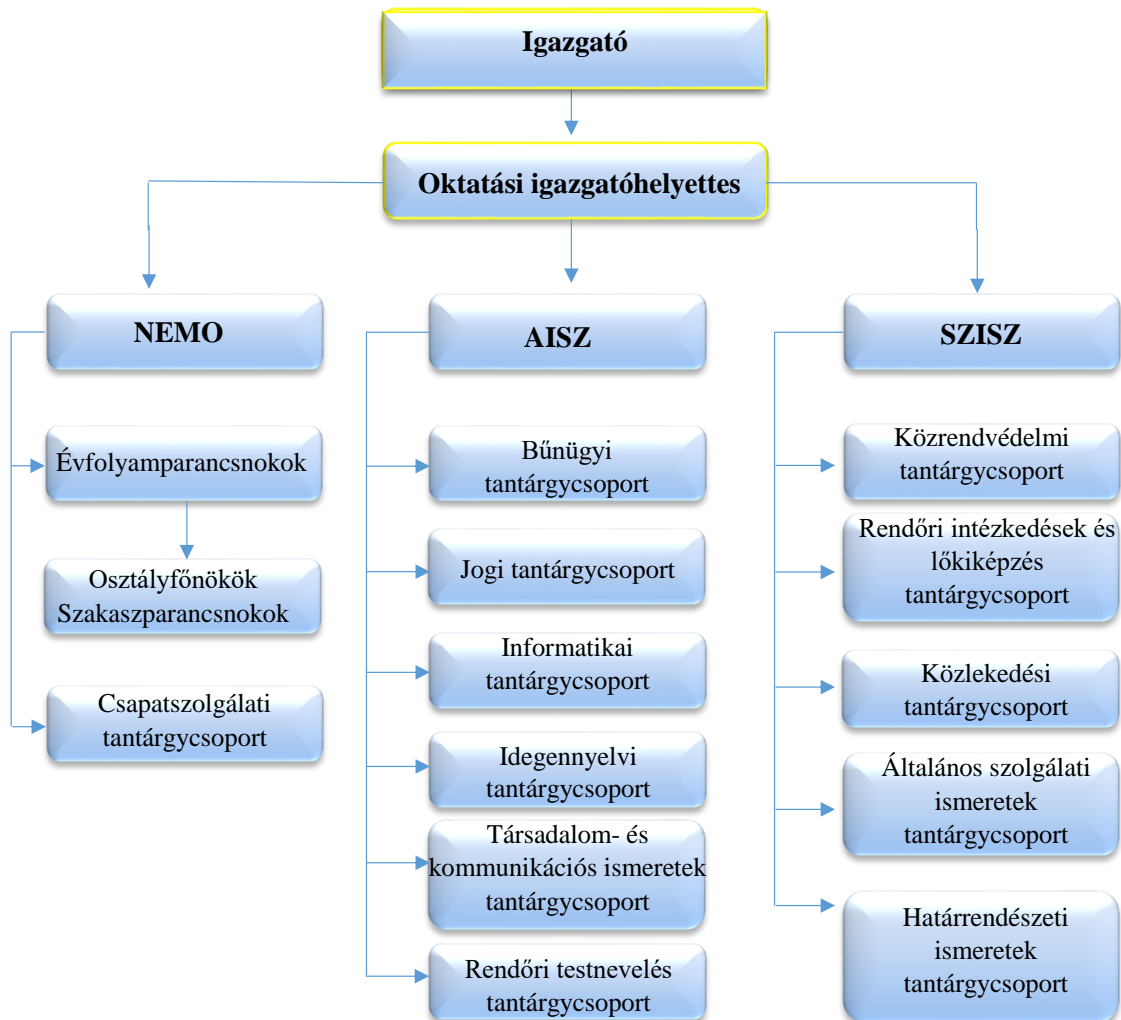 Igazgató
Oktatási igazgatóhelyettes
NEMO
Évfolyamparancsnokok
Osztályfőnökök
Szakaszparancsnokok
Csapatszolgálati
tantárgycsoport
AISZ
Bűnügyi
tantárgycsoport
Jogi tantárgycsoport
Informatikai
tantárgycsoport
Idegennyelvi
tantárgycsoport
Társadalom- és
kommunikációs ismeretek
tantárgycsoport
Rendőri testnevelés
tantárgycsoport
SZISZ
Közrendvédelmi
tantárgycsoport
Rendőri intézkedések és
lőkiképzés
tantárgycsoport
Közlekedési
tantárgycsoport
Általános szolgálati
ismeretek
tantárgycsoport
Határrendészeti
ismeretek
tantárgycsoport